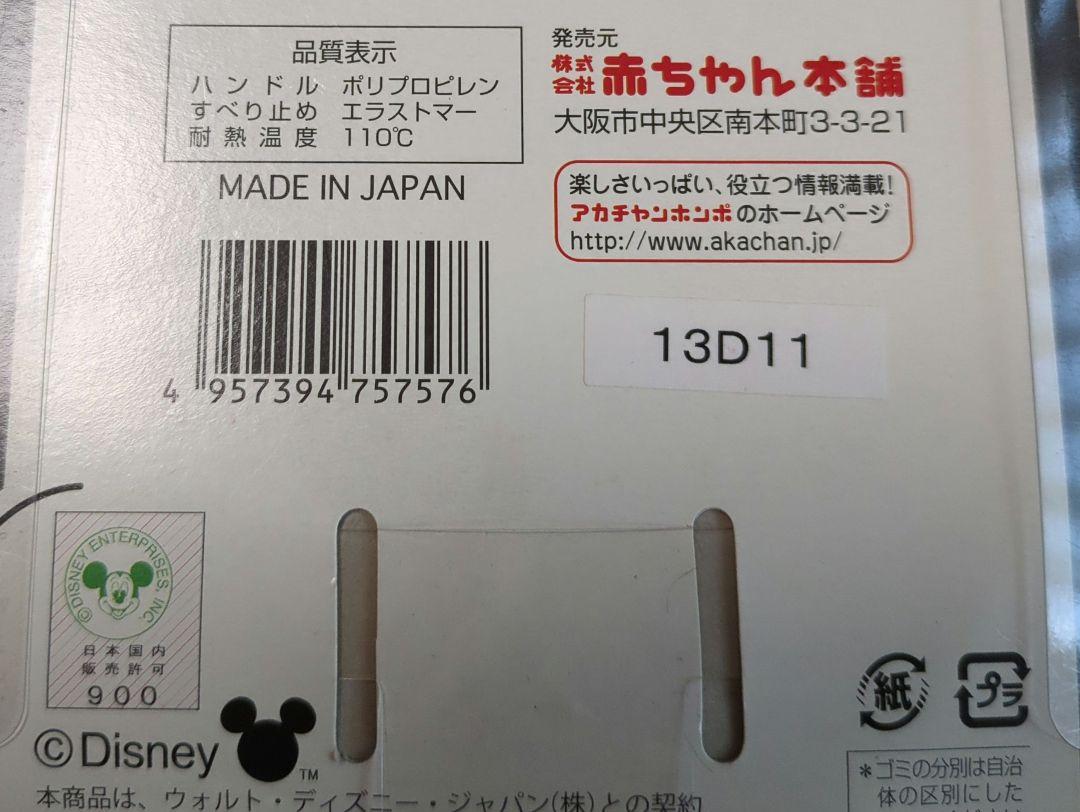 品質表示
ハンドル ポリプロピレン
すべり止め エラストマー
耐熱温度 110℃
MADE IN JAPAN
4 957394 757576
発売元
株式会社 赤ちゃん本舗
大阪市中央区南本町3-3-21
楽しさいっぱい、役立つ情報満載!
アカチャンホンポのホームページ
http://www.akachan.jp/
13D11
©DISNEY ENTERPRISES, INC.
日本国内
販売許可
900
©Disney TM
本商品は、ウォルト・ディズニー・ジャパン(株)との契約
紙
プラ
*ゴミの分別は自治
体の区別にした